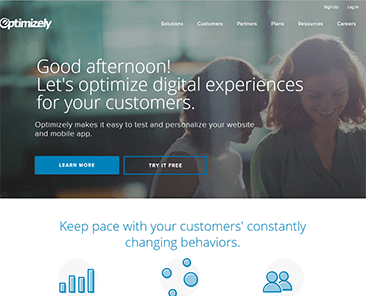 Sign Up Log In
Optimizely
Solutions Customers Partners Plans Resources Careers
Good afternoon!
Let's optimize digital experiences
for your customers.
Optimizely makes it easy to test and personalize your website
and mobile app.
LEARN MORE TRY IT FREE
Keep pace with your customers' constantly
changing behaviors.